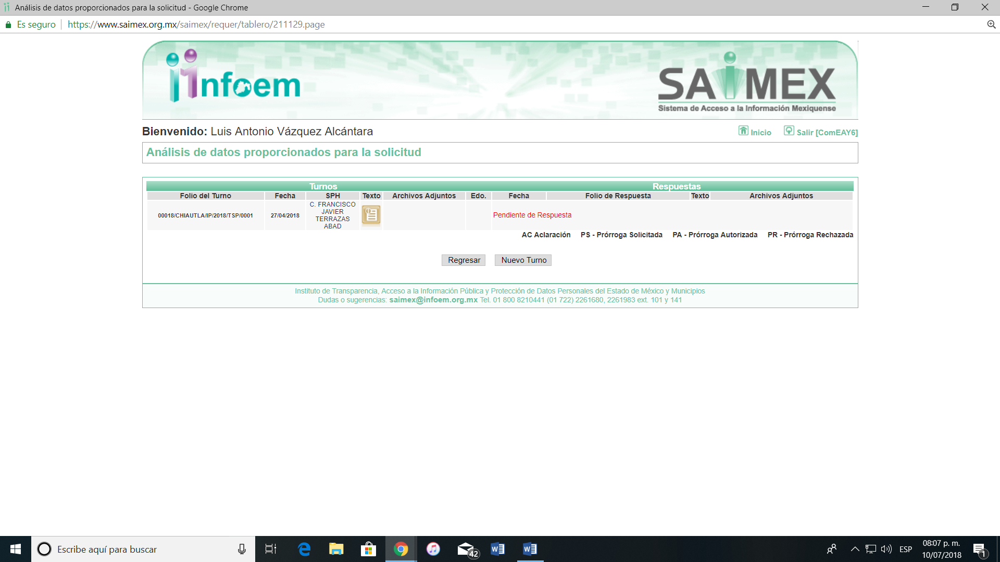 Análisis de datos proporcionados para la solicitud - Google Chrome
Es seguro https://www.saimex.org.mx/saimex/requer/tablero/211129.page
infoem
SAIMEX
Sistema de Acceso a la Información Mexiquense
Bienvenido: Luis Antonio Vázquez Alcántara
Inicio Salir [ComEAY6]
Análisis de datos proporcionados para la solicitud
Turnos Respuestas
Folio del Turno Fecha SPH Texto Archivos Adjuntos Edo. Fecha Folio de Respuesta Texto Archivos Adjuntos
00018/CHIAUTLA/IP/2018/TSP/0001 27/04/2018 C. FRANCISCO
JAVIER
TERRAZAS
ABAD
Pendiente de Respuesta
AC Aclaración PS - Prórroga Solicitada PA - Prórroga Autorizada PR - Prórroga Rechazada
Regresar Nuevo Turno
Instituto de Transparencia, Acceso a la Información Pública y Protección de Datos Personales del Estado de México y Municipios
Dudas o sugerencias: saimex@infoem.org.mx Tel. 01 800 8210441 (01 722) 2261680, 2261983 ext. 101 y 141
Escribe aquí para buscar
42
ESP
08:07 p. m.
10/07/2018
1